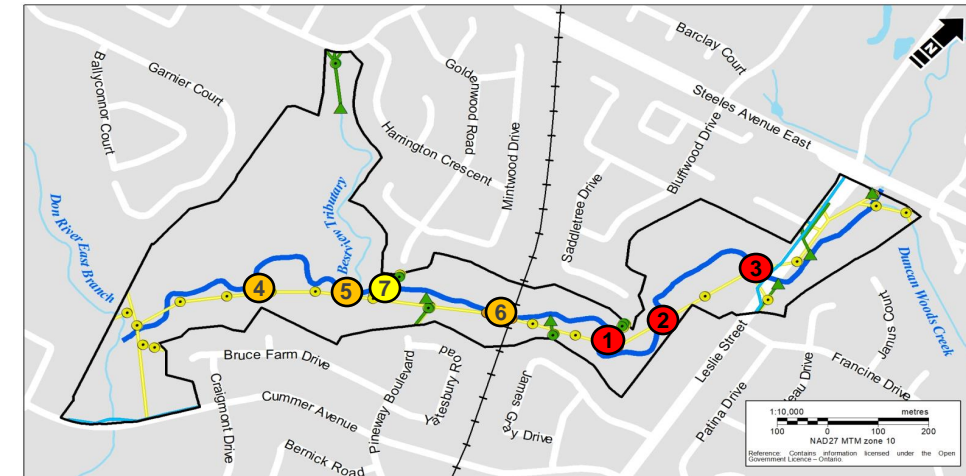 N
Barclay Court
Steeles Avenue East
Ballyconnor Court
Garnier Court
Goldenwood Road
Harrington Crescent
Mintwood Drive
Bluffwood Drive
Saddletree Drive
Bestview Tributary
Don River East Branch
Duncan Woods Creek
1
2
3
4
5
6
7
Leslie Street
Janus Court
Francine Drive
eau Drive
Patina Drive
Bruce Farm Drive
Cummer Avenue
Craigmont Drive
Pineway Boulevard
Yatesbury Road
James Gray Drive
Bernick Road
1:10,000 metres
100 0 100 200
NAD27 MTM zone 10
Reference: Contains information licensed under the Open
Government Licence – Ontario.